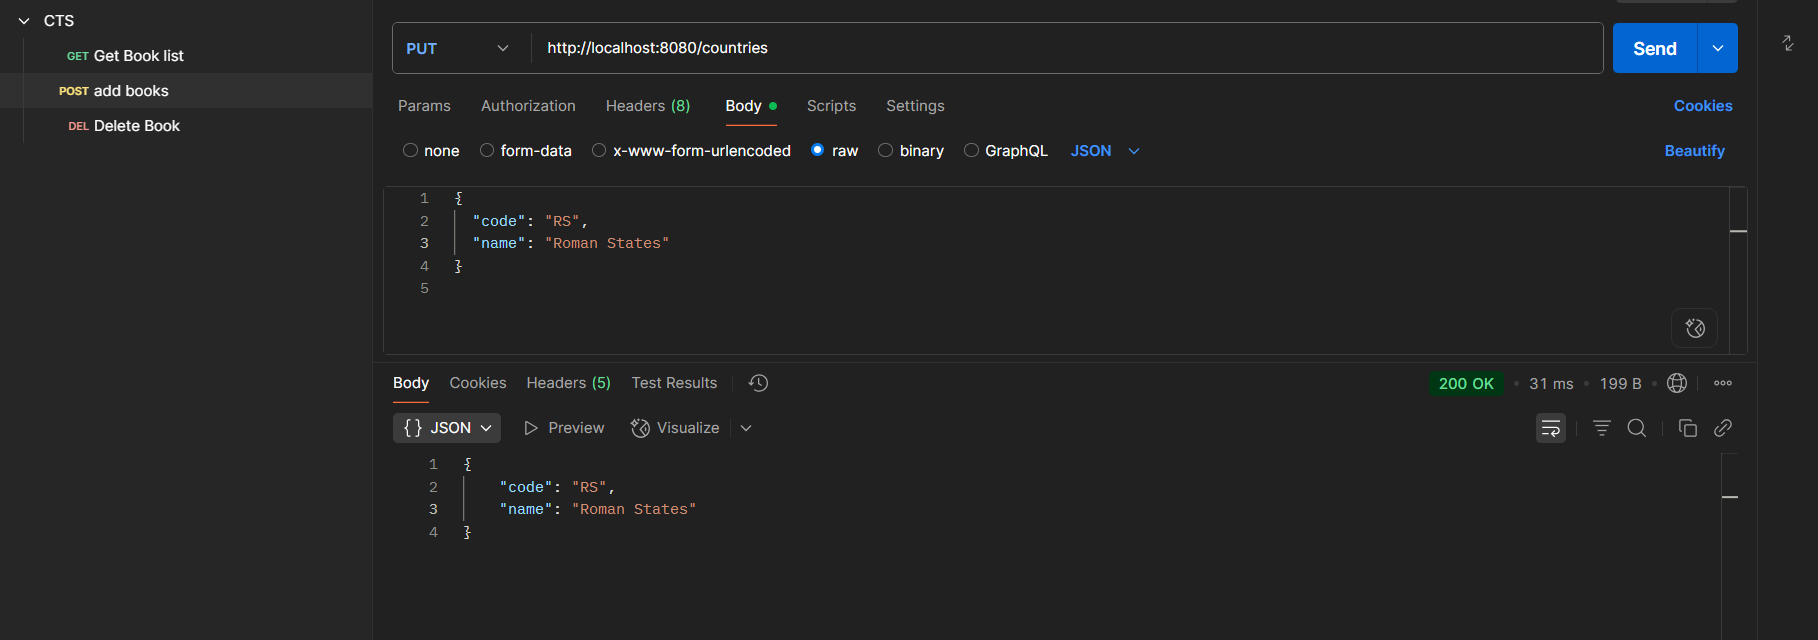 CTS
GET Get Book list
POST add books
DEL Delete Book
PUT http://localhost:8080/countries Send
Params Authorization Headers (8) Body Scripts Settings Cookies
none form-data x-www-form-urlencoded raw binary GraphQL JSON Beautify
1 {
2 "code": "RS",
3 "name": "Roman States"
4 }
5
Body Cookies Headers (5) Test Results 200 OK • 31 ms • 199 B •
{} JSON Preview Visualize
1 {
2 "code": "RS",
3 "name": "Roman States"
4 }